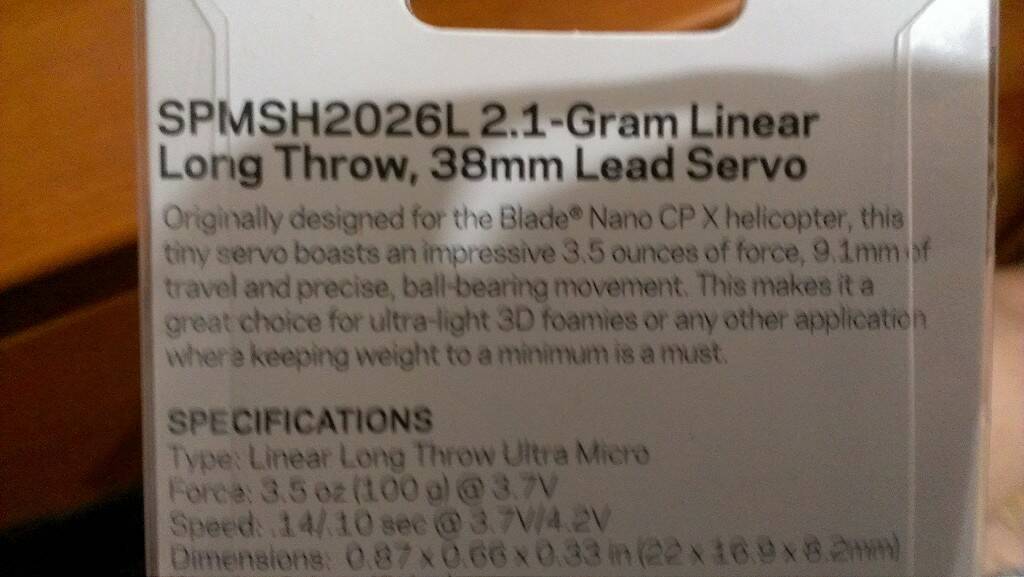 SPMSH2026L 2.1-Gram Linear
Long Throw, 38mm Lead Servo
Originally designed for the Blade® Nano CP X helicopter, this
tiny servo boasts an impressive 3.5 ounces of force, 9.1mm of
travel and precise, ball-bearing movement. This makes it a
great choice for ultra-light 3D foamies or any other application
where keeping weight to a minimum is a must.
SPECIFICATIONS
Type: Linear Long Throw Ultra Micro
Force: 3.5 oz (100 g) @ 3.7V
Speed: .14/.10 sec @ 3.7V/4.2V
Dimensions: 0.87 x 0.66 x 0.33 in (22 x 16.9 x 8.2mm)